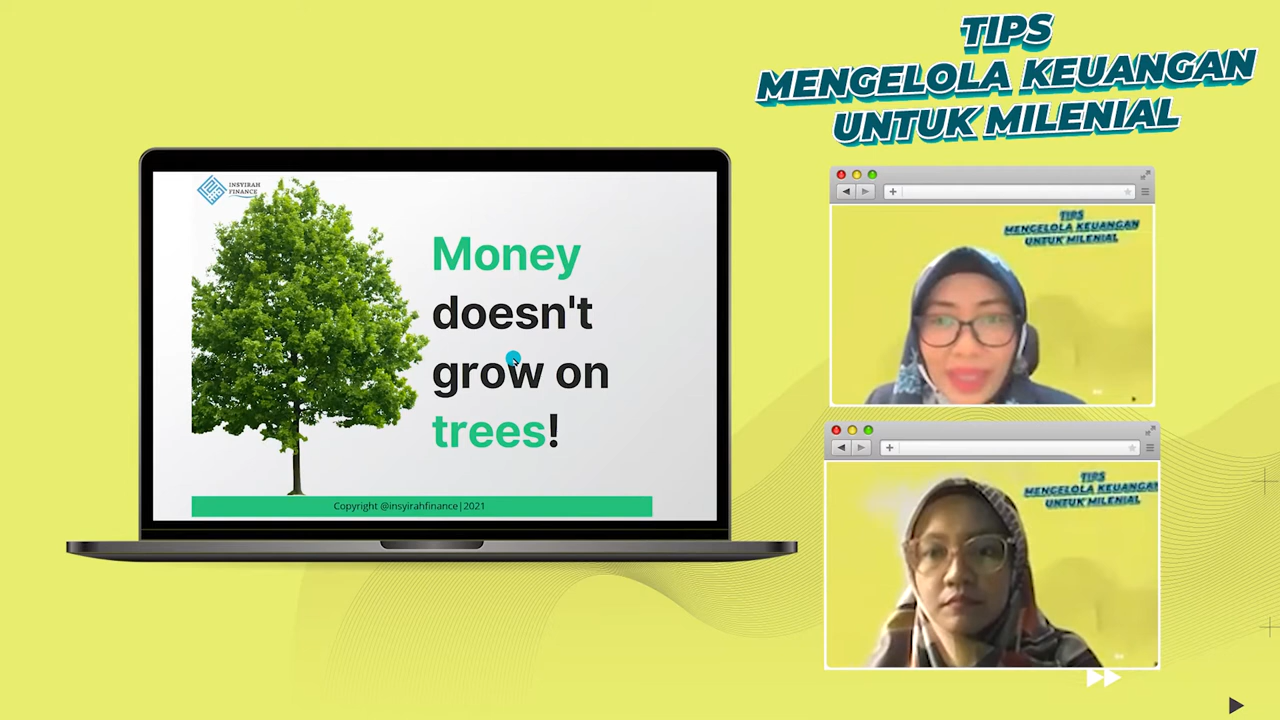 TIPS
MENGELOLA KEUANGAN
UNTUK MILENIAL
INSYIRAH
FINANCE
Money
doesn't
grow on
trees!
Copyright @insyirahfinance|2021
TIPS
MENGELOLA KEUANGAN
UNTUK MILENIAL
TIPS
MENGELOLA KEUANGAN
UNTUK MILENIAL